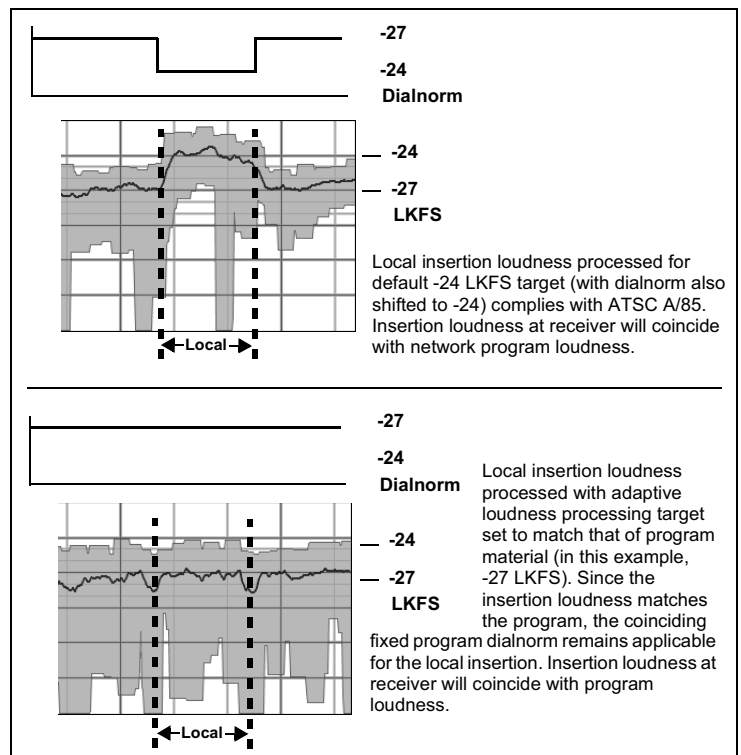 -27
-24
Dialnorm
-24
-27
LKFS
Local insertion loudness processed for
default -24 LKFS target (with dialnorm also
shifted to -24) complies with ATSC A/85.
Insertion loudness at receiver will coincide
with network program loudness.
Local
-27
-24
Dialnorm
-24
-27
LKFS
Local insertion loudness
processed with adaptive
loudness processing target
set to match that of program
material (in this example,
-27 LKFS). Since the
insertion loudness matches
the program, the coinciding
fixed program dialnorm remains applicable
for the local insertion. Insertion loudness at
receiver will coincide with program
loudness.
Local